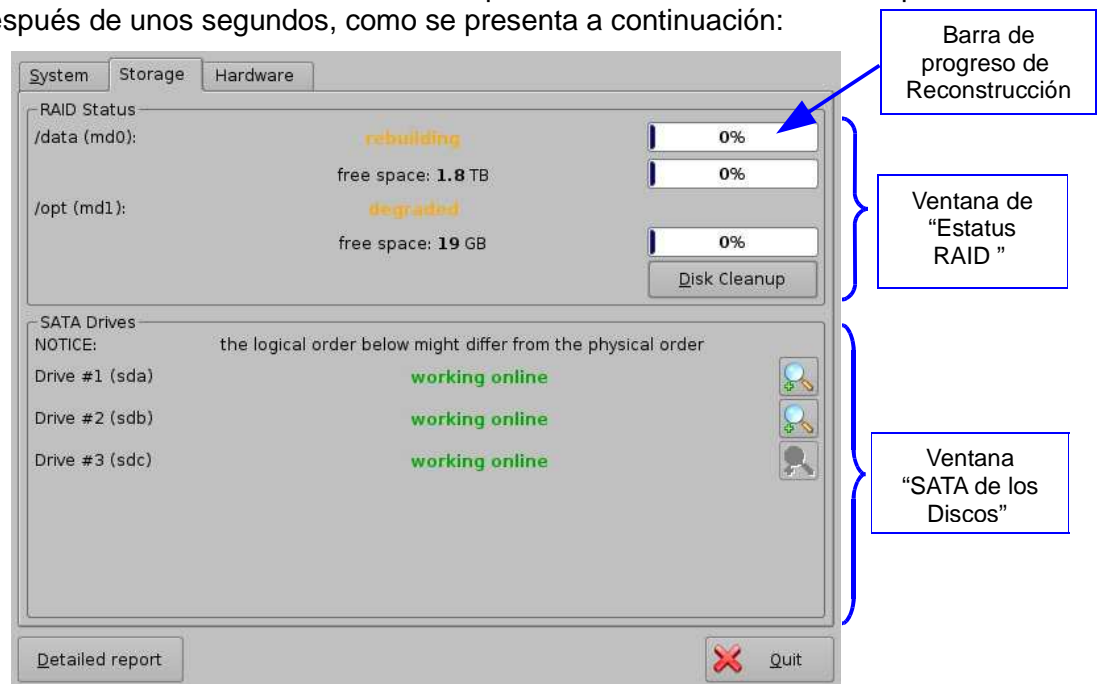 espués de unos segundos, como se presenta a continuación:
Barra de
progreso de
Reconstrucción
System Storage Hardware
RAID Status
/data (md0): rebuilding 0%
free space: 1.8 TB 0%
/opt (md1): degraded
free space: 19 GB 0%
Disk Cleanup
Ventana de
“Estatus
RAID ”
SATA Drives
NOTICE: the logical order below might differ from the physical order
Drive #1 (sda) working online
Drive #2 (sdb) working online
Drive #3 (sdc) working online
Ventana
“SATA de los
Discos”
Detailed report Quit